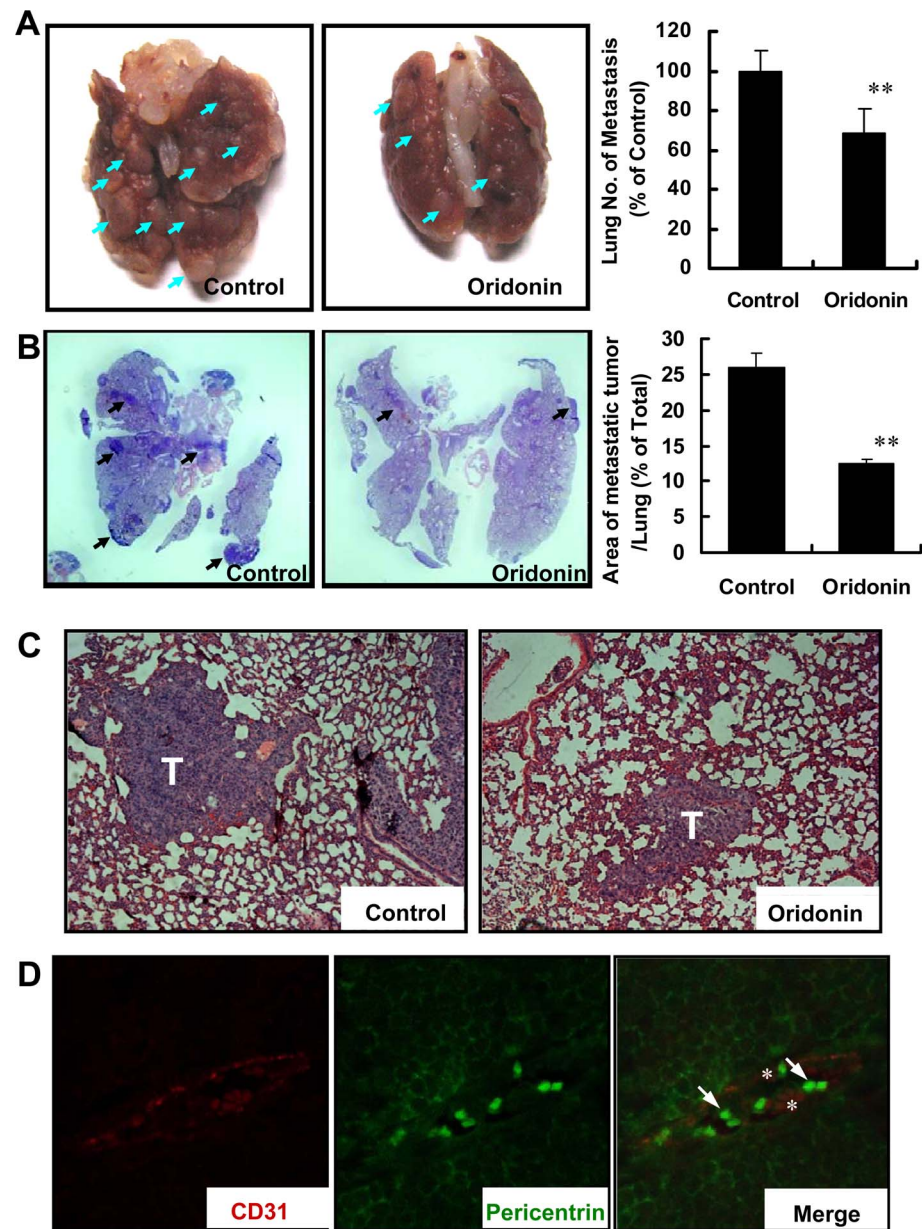 A
Control
Oridonin
Lung No. of Metastasis
(% of Control)
120
100
80
60
40
20
0
**
Control
Oridonin
B
Control
Oridonin
Area of metastatic tumor
/Lung (% of Total)
30
25
20
15
10
5
0
**
Control
Oridonin
C
T
Control
T
Oridonin
D
CD31
Pericentrin
*
*
Merge